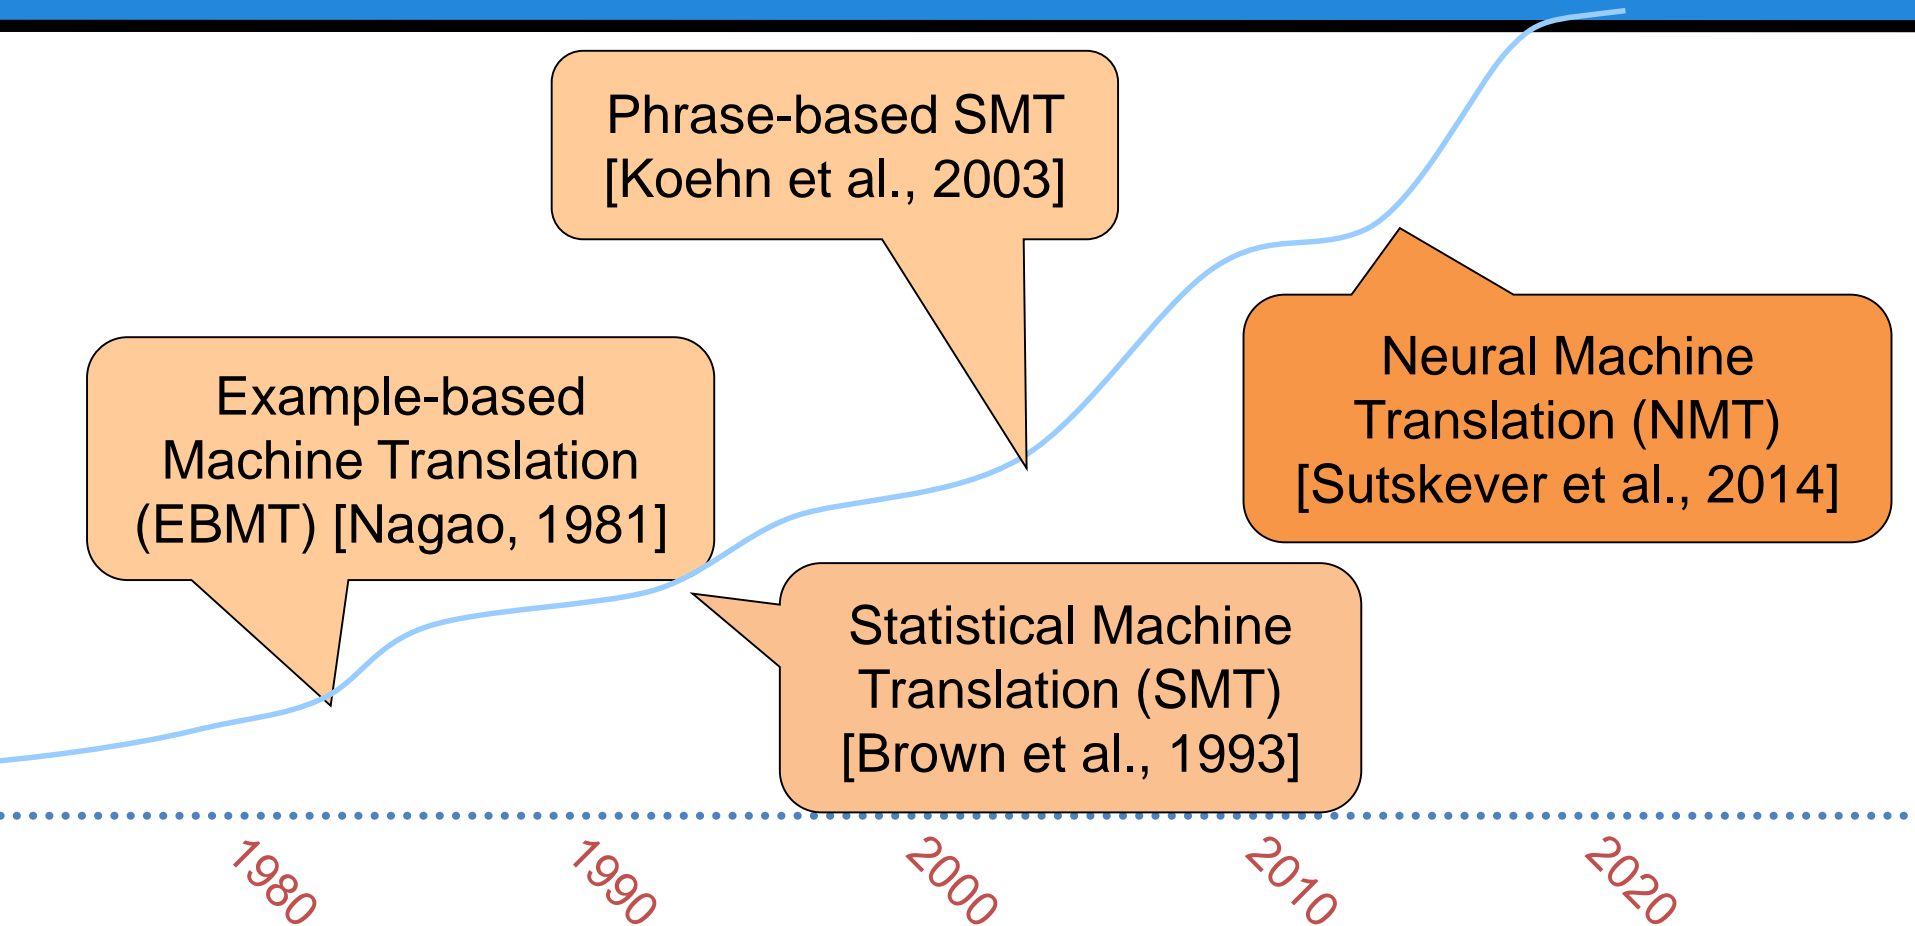 Phrase-based SMT
[Koehn et al., 2003]
Example-based
Machine Translation
(EBMT) [Nagao, 1981]
Neural Machine
Translation (NMT)
[Sutskever et al., 2014]
Statistical Machine
Translation (SMT)
[Brown et al., 1993]
1980
1990
2000
2010
2020